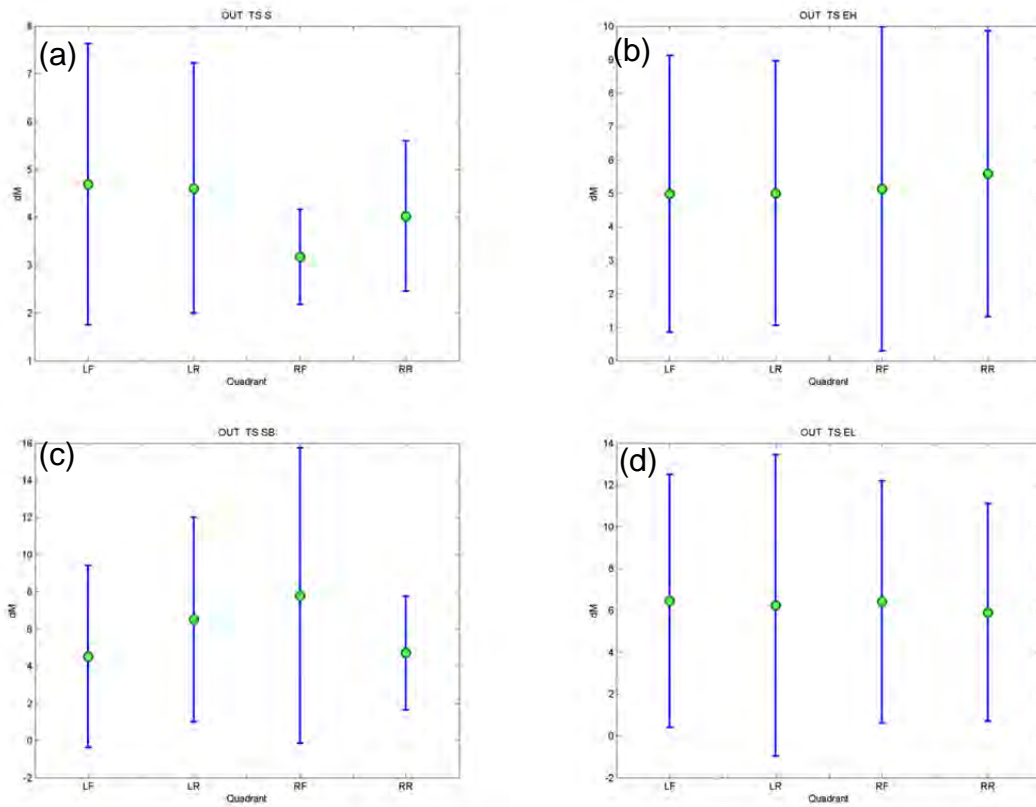 OUT TS S
(a)
8
7
6
5
4
3
2
1
dM
LF LR RF RR
Quadrant
OUT TS EH
(b)
10
9
8
7
6
5
4
3
2
1
0
dM
LF LR RF RR
Quadrant
OUT TS SB
(c)
16
14
12
10
8
6
4
2
0
-2
dM
LF LR RF RR
Quadrant
OUT TS EL
(d)
14
12
10
8
6
4
2
0
-2
dM
LF LR RF RR
Quadrant